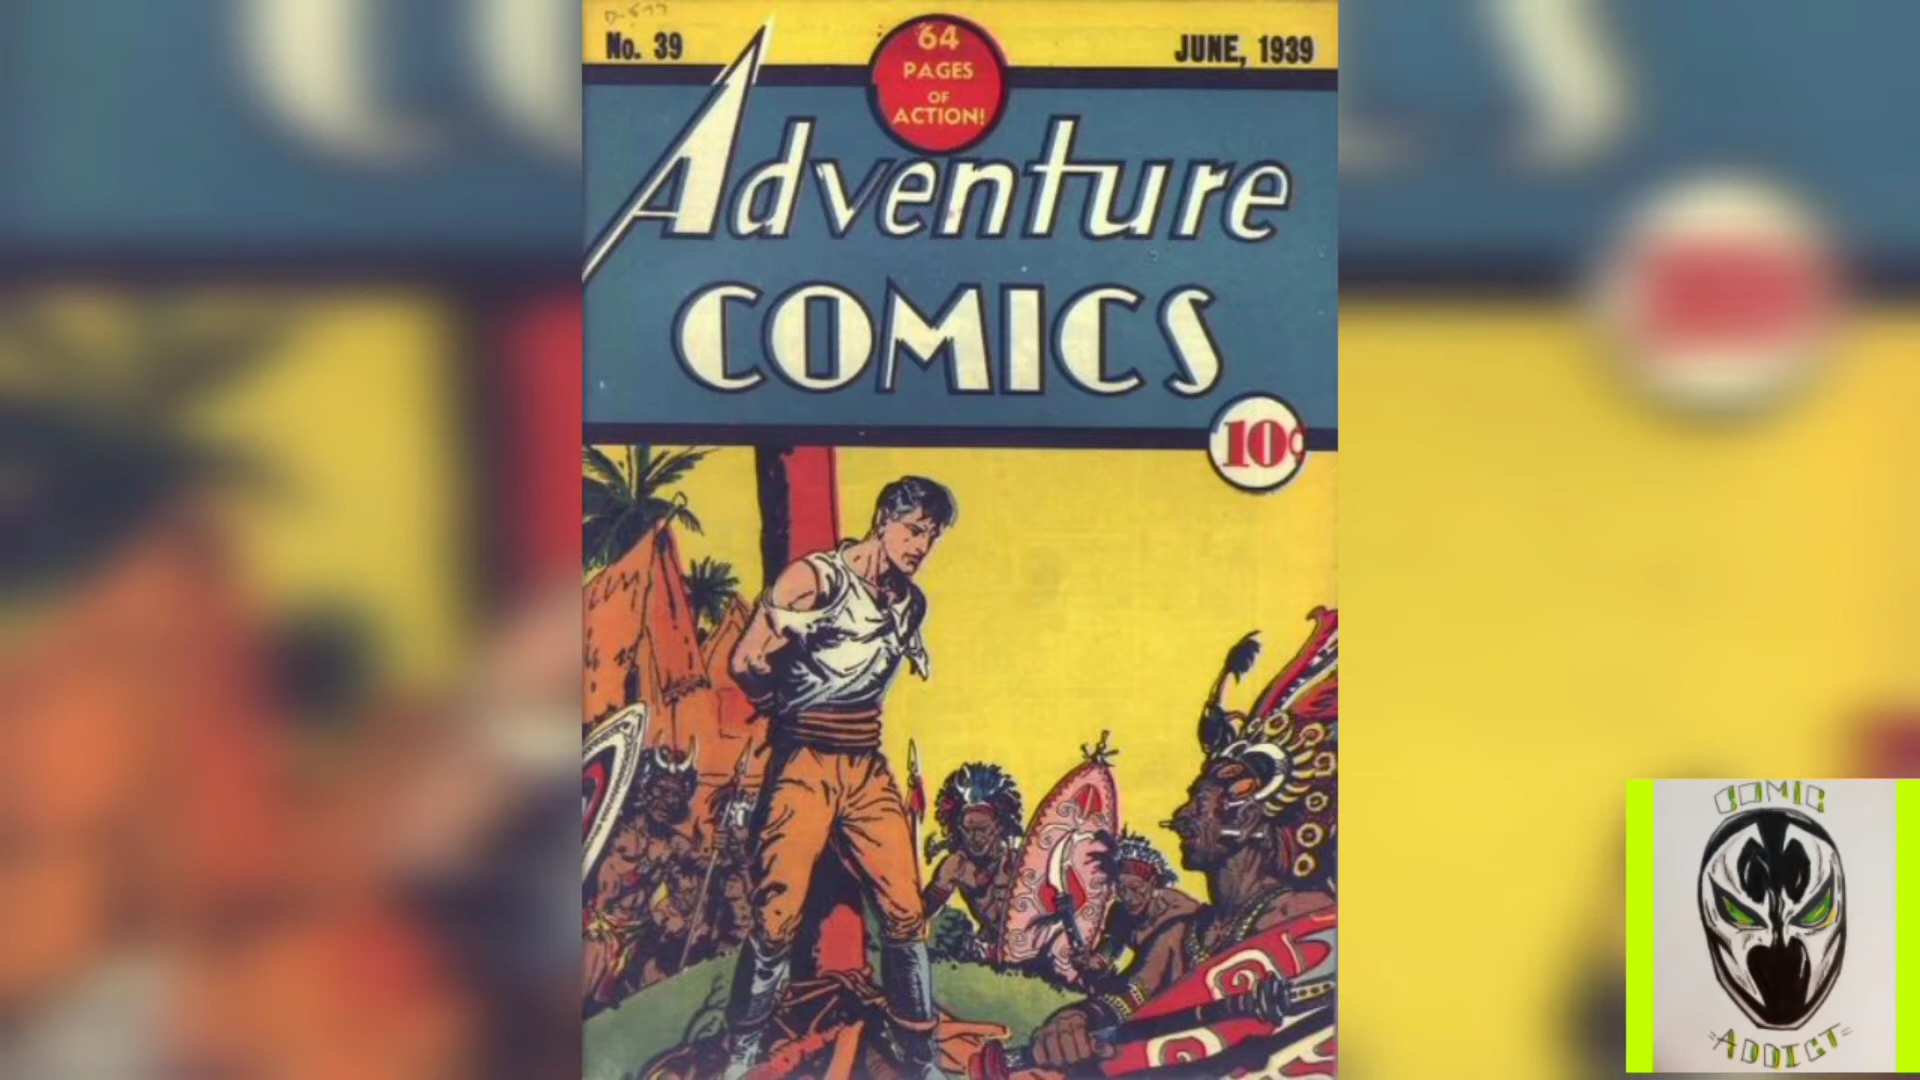 No. 39
64
PAGES
OF
ACTION!
JUNE, 1939
Adventure
COMICS
10¢
COMIC
ADDICT